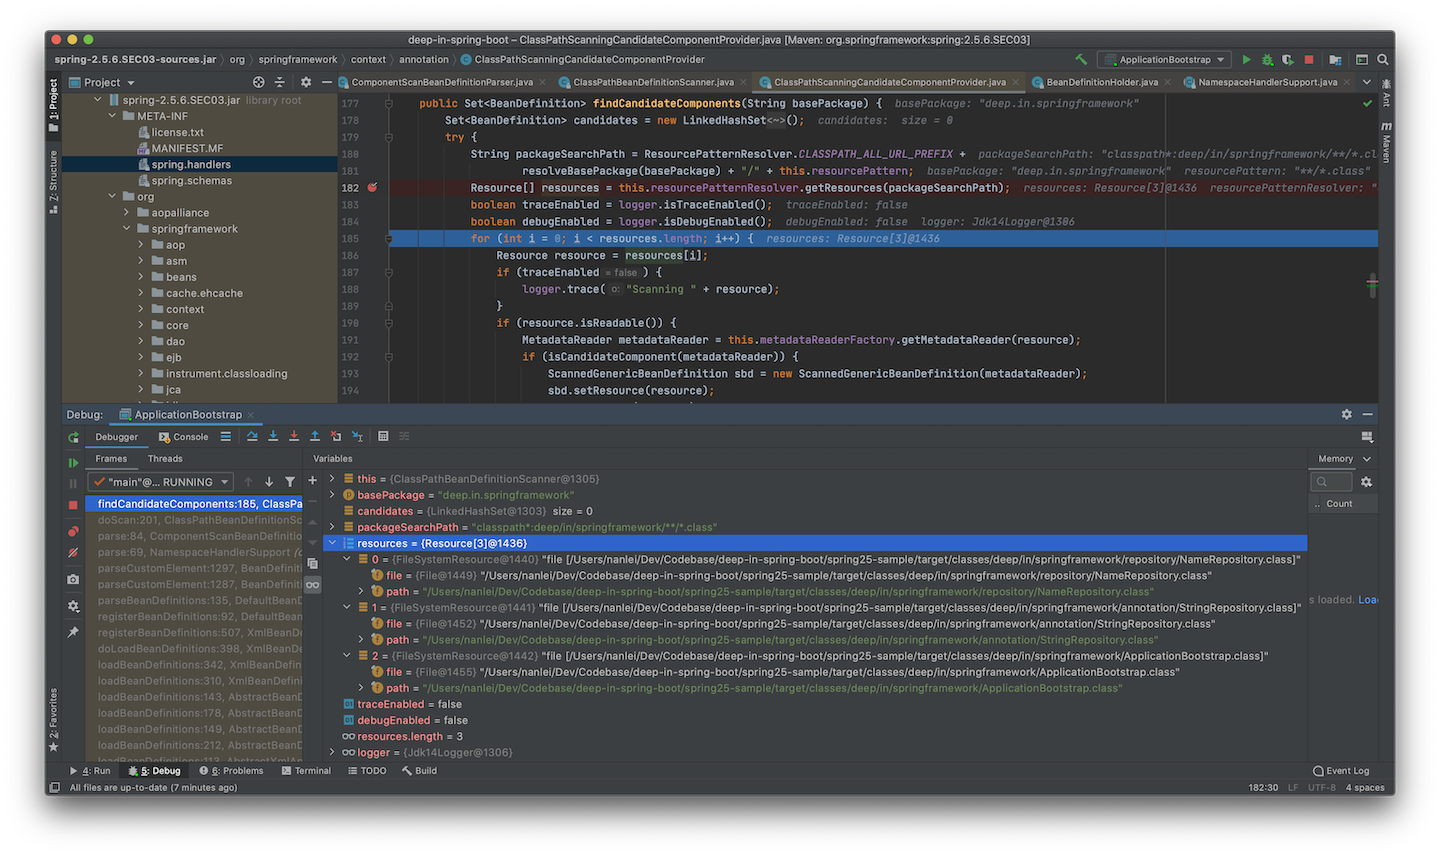 deep-in-spring-boot – ClassPathScanningCandidateComponentProvider.java [Maven: org.springframework:spring:2.5.6.SEC03]
spring-2.5.6.SEC03-sources.jar › org › springframework › context › annotation › ClassPathScanningCandidateComponentProvider
ApplicationBootstrap
Project
ComponentScanBeanDefinitionParser.java
ClassPathBeanDefinitionScanner.java
ClassPathScanningCandidateComponentProvider.java
BeanDefinitionHolder.java
NamespaceHandlerSupport.java
1: Project
Z: Structure
2: Favorites
Ant
Maven
spring-2.5.6.SEC03.jar library root
META-INF
license.txt
MANIFEST.MF
spring.handlers
spring.schemas
org
aopalliance
springframework
aop
asm
beans
cache.ehcache
context
core
dao
ejb
instrument.classloading
jca
177 public Set<BeanDefinition> findCandidateComponents(String basePackage) { basePackage: "deep.in.springframework"
178 Set<BeanDefinition> candidates = new LinkedHashSet<~>(); candidates: size = 0
179 try {
180 String packageSearchPath = ResourcePatternResolver.CLASSPATH_ALL_URL_PREFIX + packageSearchPath: "classpath*:deep/in/springframework/**/*.cl
181 resolveBasePackage(basePackage) + "/" + this.resourcePattern; basePackage: "deep.in.springframework" resourcePattern: "**/*.class"
182 Resource[] resources = this.resourcePatternResolver.getResources(packageSearchPath); resources: Resource[3]@1436 resourcePatternResolver: "
183 boolean traceEnabled = logger.isTraceEnabled(); traceEnabled: false
184 boolean debugEnabled = logger.isDebugEnabled(); debugEnabled: false logger: Jdk14Logger@1306
185 for (int i = 0; i < resources.length; i++) { resources: Resource[3]@1436
186 Resource resource = resources[i];
187 if (traceEnabled = false ) {
188 logger.trace( o: "Scanning " + resource);
189 }
190 if (resource.isReadable()) {
191 MetadataReader metadataReader = this.metadataReaderFactory.getMetadataReader(resource);
192 if (isCandidateComponent(metadataReader)) {
193 ScannedGenericBeanDefinition sbd = new ScannedGenericBeanDefinition(metadataReader);
194 sbd.setResource(resource);
Debug: ApplicationBootstrap
Debugger Console
Frames Threads
Variables
Memory
"main"@... RUNNING
Count
findCandidateComponents:185, ClassPa
doScan:201, ClassPathBeanDefinitionSc
parse:84, ComponentScanBeanDefinition
parse:69, NamespaceHandlerSupport (o
parseCustomElement:1297, BeanDefinit
parseCustomElement:1287, BeanDefinit
parseBeanDefinitions:135, DefaultBean
registerBeanDefinitions:92, DefaultBean
registerBeanDefinitions:507, XmlBeanD
doLoadBeanDefinitions:398, XmlBeanD
loadBeanDefinitions:342, XmlBeanDefin
loadBeanDefinitions:310, XmlBeanDefin
loadBeanDefinitions:143, AbstractBean
loadBeanDefinitions:178, AbstractBean
loadBeanDefinitions:149, AbstractBean
loadBeanDefinitions:212, AbstractBean
loadBeanDefinitions:113, AbstractXmlAp
this = {ClassPathBeanDefinitionScanner@1305}
basePackage = "deep.in.springframework"
candidates = {LinkedHashSet@1303} size = 0
packageSearchPath = "classpath*:deep/in/springframework/**/*.class"
resources = {Resource[3]@1436}
0 = {FileSystemResource@1440} "file [/Users/nanlei/Dev/Codebase/deep-in-spring-boot/spring25-sample/target/classes/deep/in/springframework/repository/NameRepository.class]"
file = {File@1449} "/Users/nanlei/Dev/Codebase/deep-in-spring-boot/spring25-sample/target/classes/deep/in/springframework/repository/NameRepository.class"
path = "/Users/nanlei/Dev/Codebase/deep-in-spring-boot/spring25-sample/target/classes/deep/in/springframework/repository/NameRepository.class"
1 = {FileSystemResource@1441} "file [/Users/nanlei/Dev/Codebase/deep-in-spring-boot/spring25-sample/target/classes/deep/in/springframework/annotation/StringRepository.class]"
file = {File@1452} "/Users/nanlei/Dev/Codebase/deep-in-spring-boot/spring25-sample/target/classes/deep/in/springframework/annotation/StringRepository.class"
path = "/Users/nanlei/Dev/Codebase/deep-in-spring-boot/spring25-sample/target/classes/deep/in/springframework/annotation/StringRepository.class"
2 = {FileSystemResource@1442} "file [/Users/nanlei/Dev/Codebase/deep-in-spring-boot/spring25-sample/target/classes/deep/in/springframework/ApplicationBootstrap.class]"
file = {File@1455} "/Users/nanlei/Dev/Codebase/deep-in-spring-boot/spring25-sample/target/classes/deep/in/springframework/ApplicationBootstrap.class"
path = "/Users/nanlei/Dev/Codebase/deep-in-spring-boot/spring25-sample/target/classes/deep/in/springframework/ApplicationBootstrap.class"
traceEnabled = false
debugEnabled = false
resources.length = 3
logger = {Jdk14Logger@1306}
s loaded. Loa
4: Run 5: Debug 6: Problems Terminal TODO Build
Event Log
All files are up-to-date (7 minutes ago)
182:30 LF UTF-8 4 spaces